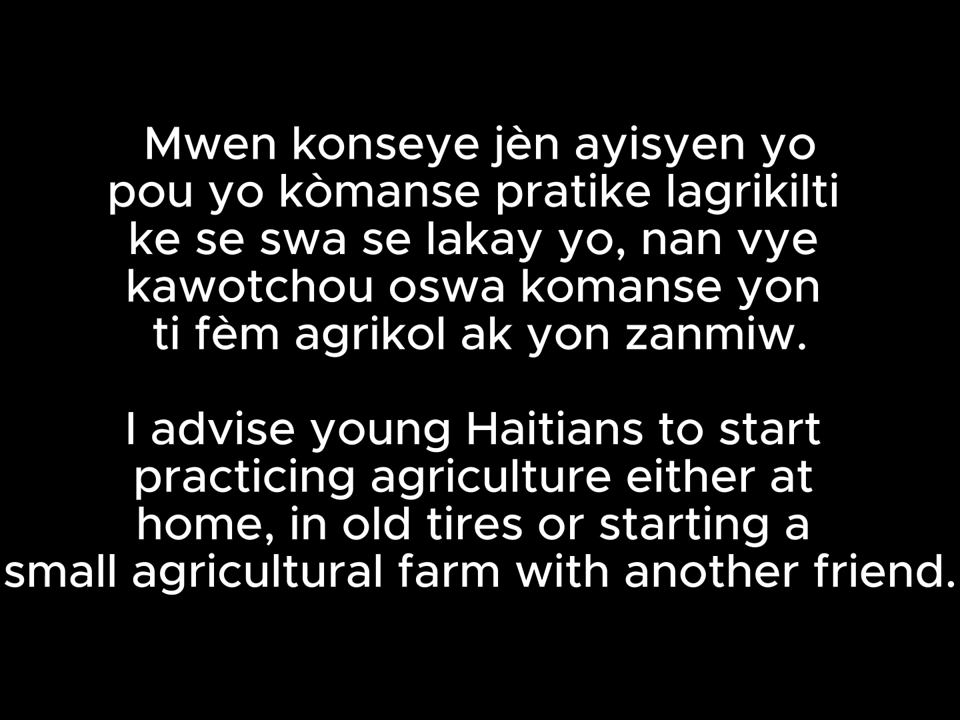 Mwen konseye jèn ayisyen yo
pou yo kòmanse pratike lagrikilti
ke se swa se lakay yo, nan vye
kawotchou oswa komanse yon
ti fèm agrikol ak yon zanmiw.
I advise young Haitians to start
practicing agriculture either at
home, in old tires or starting a
small agricultural farm with another friend.